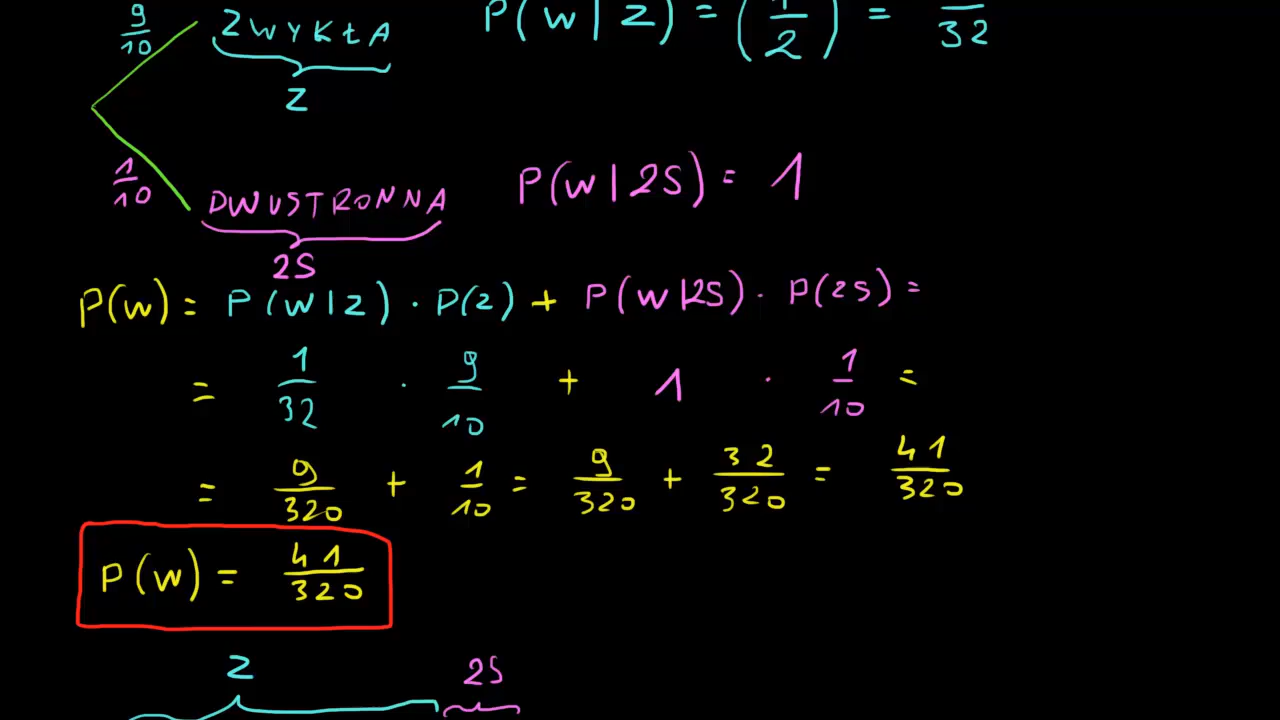 9/10 ZWYKŁA P(W|Z) = (1/2) = /32
Z
1/10 DWUSTRONNA P(W|2S) = 1
2S
P(W) = P(W|Z) · P(Z) + P(W|2S) · P(2S) =
= 1/32 · 9/10 + 1 · 1/10 =
= 9/320 + 1/10 = 9/320 + 32/320 = 41/320
P(W) = 41/320
Z 2S